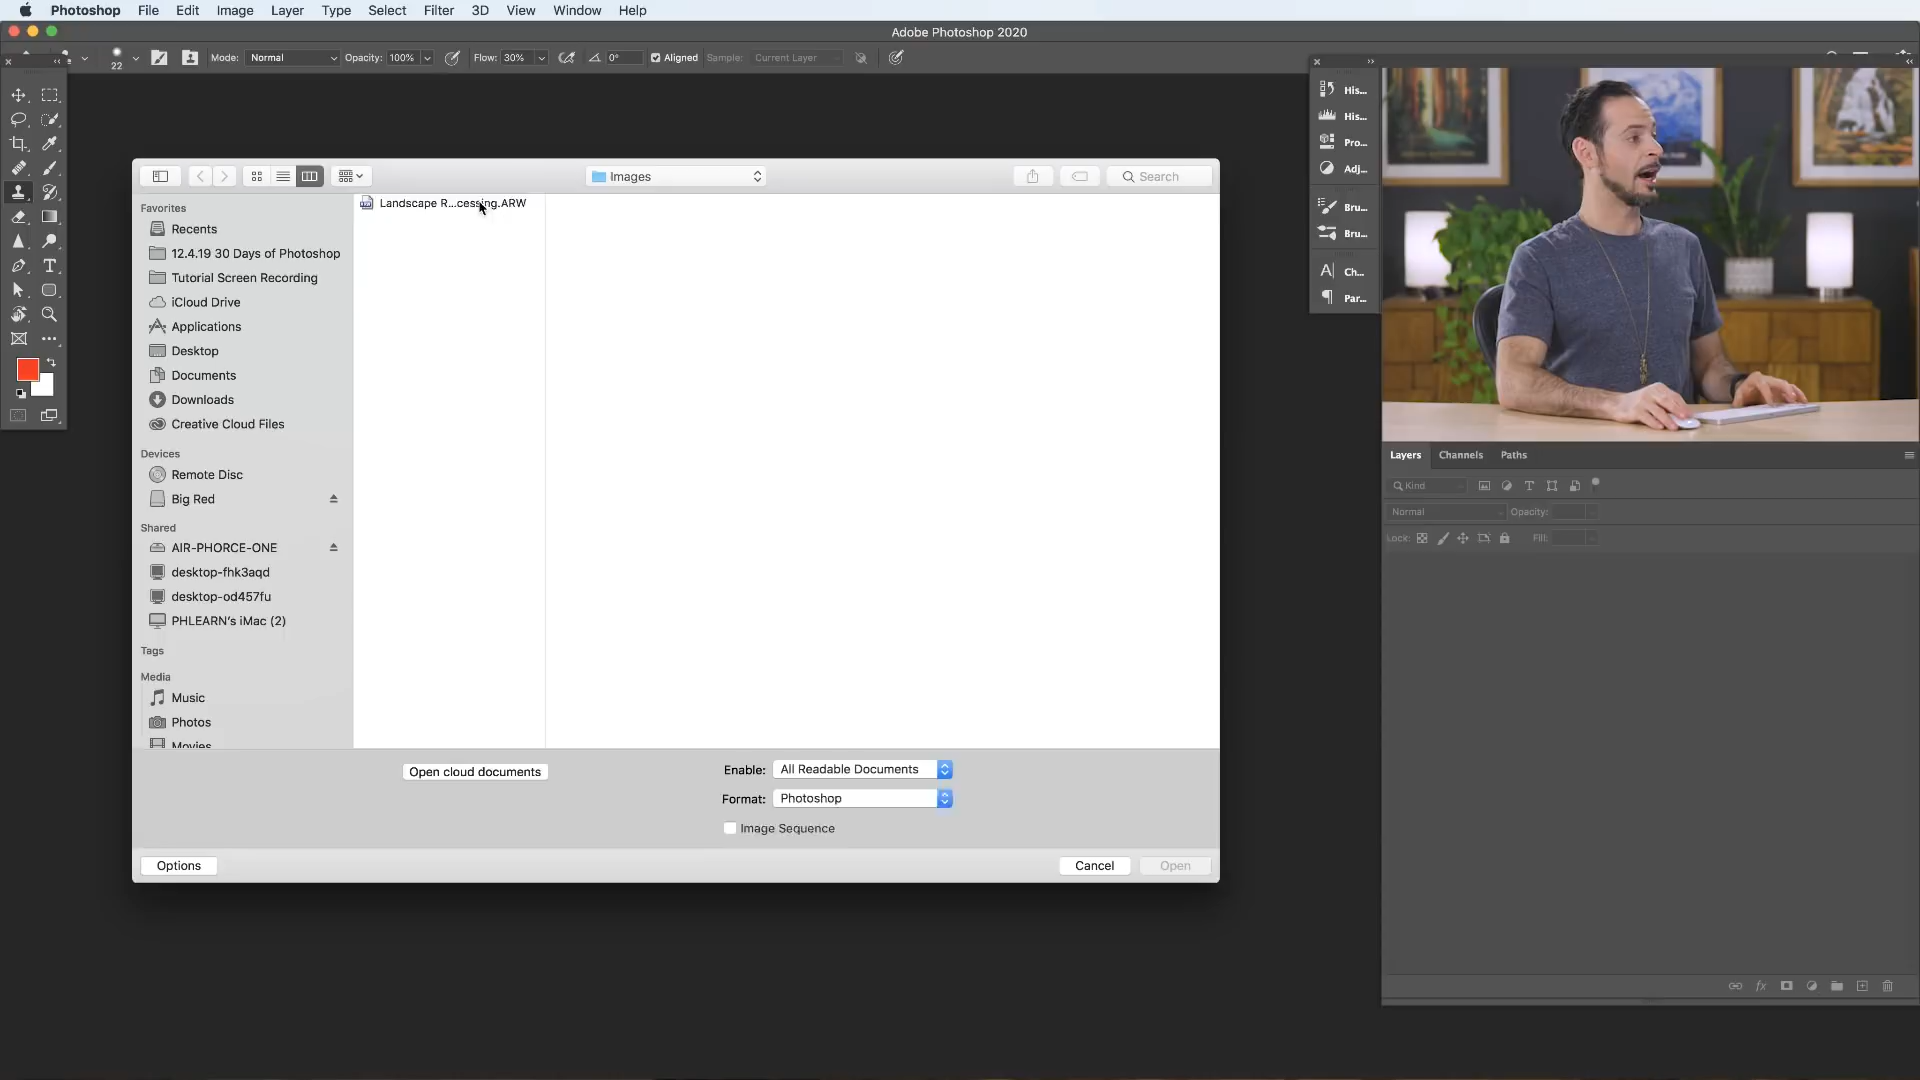 Photoshop File Edit Image Layer Type Select Filter 3D View Window Help
Adobe Photoshop 2020
22 Mode: Normal Opacity: 100% Flow: 30% 0° Aligned Sample: Current Layer
Images
Search
Favorites
Recents
12.4.19 30 Days of Photoshop
Tutorial Screen Recording
iCloud Drive
Applications
Desktop
Documents
Downloads
Creative Cloud Files
Devices
Remote Disc
Big Red
Shared
AIR-PHORCE-ONE
desktop-fhk3aqd
desktop-od457fu
PHLEARN's iMac (2)
Tags
Media
Music
Photos
Movies
Landscape R...cessing.ARW
Open cloud documents
Enable: All Readable Documents
Format: Photoshop
Image Sequence
Options
Cancel Open
His...
His...
Pro...
Adj...
Bru...
Bru...
A| Ch...
Par...
Layers Channels Paths
Kind
Normal Opacity:
Lock: Fill:
fx